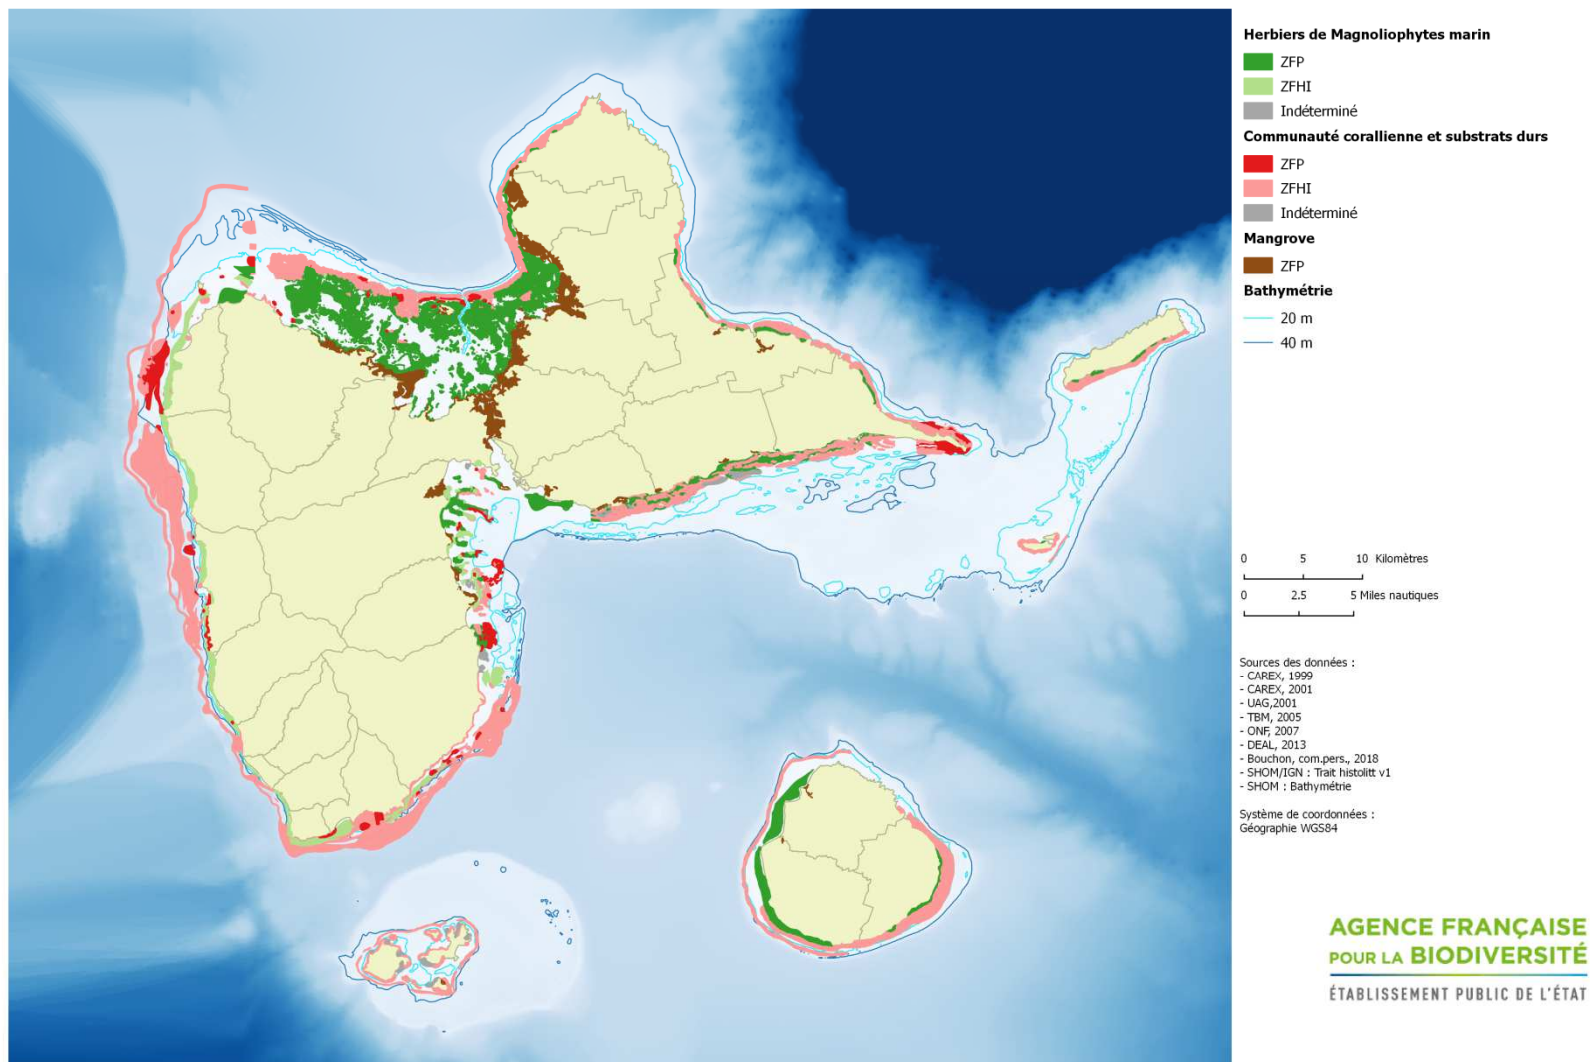 Herbiers de Magnoliophytes marin
ZFP
ZFHI
Indéterminé
Communauté corallienne et substrats durs
ZFP
ZFHI
Indéterminé
Mangrove
ZFP
Bathymétrie
20 m
40 m
0 5 10 Kilomètres
0 2.5 5 Miles nautiques
Sources des données :
- CAREX, 1999
- CAREX, 2001
- UAG,2001
- TBM, 2005
- ONF, 2007
- DEAL, 2013
- Bouchon, com.pers., 2018
- SHOM/IGN : Trait histolitt v1
- SHOM : Bathymétrie
Système de coordonnées :
Géographie WGS84
AGENCE FRANÇAISE
POUR LA BIODIVERSITÉ
ÉTABLISSEMENT PUBLIC DE L'ÉTAT